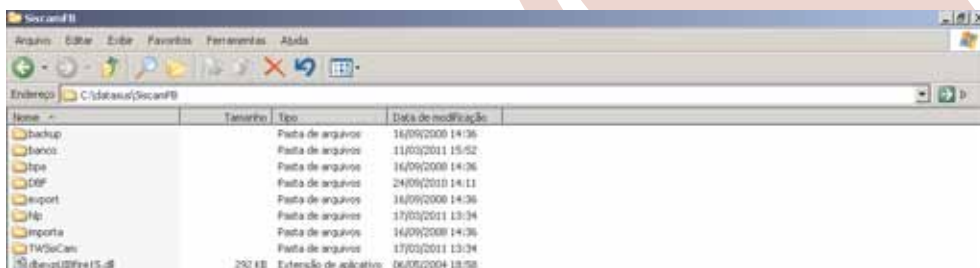 SiscamFB
Arquivo Editar Exibir Favoritos Ferramentas Ajuda
Endereço C:\datasus\SiscamFB
Nome Tamanho Tipo Data de modificação
backup Pasta de arquivos 16/09/2008 14:36
banco Pasta de arquivos 11/03/2011 15:52
bpa Pasta de arquivos 16/09/2008 14:36
DBF Pasta de arquivos 24/09/2010 14:11
export Pasta de arquivos 16/09/2008 14:36
hlp Pasta de arquivos 17/03/2011 13:34
importa Pasta de arquivos 16/09/2008 14:36
TWSisCam Pasta de arquivos 17/03/2011 13:34
292 KB Extensão de aplicativo 06/05/2004 18:58